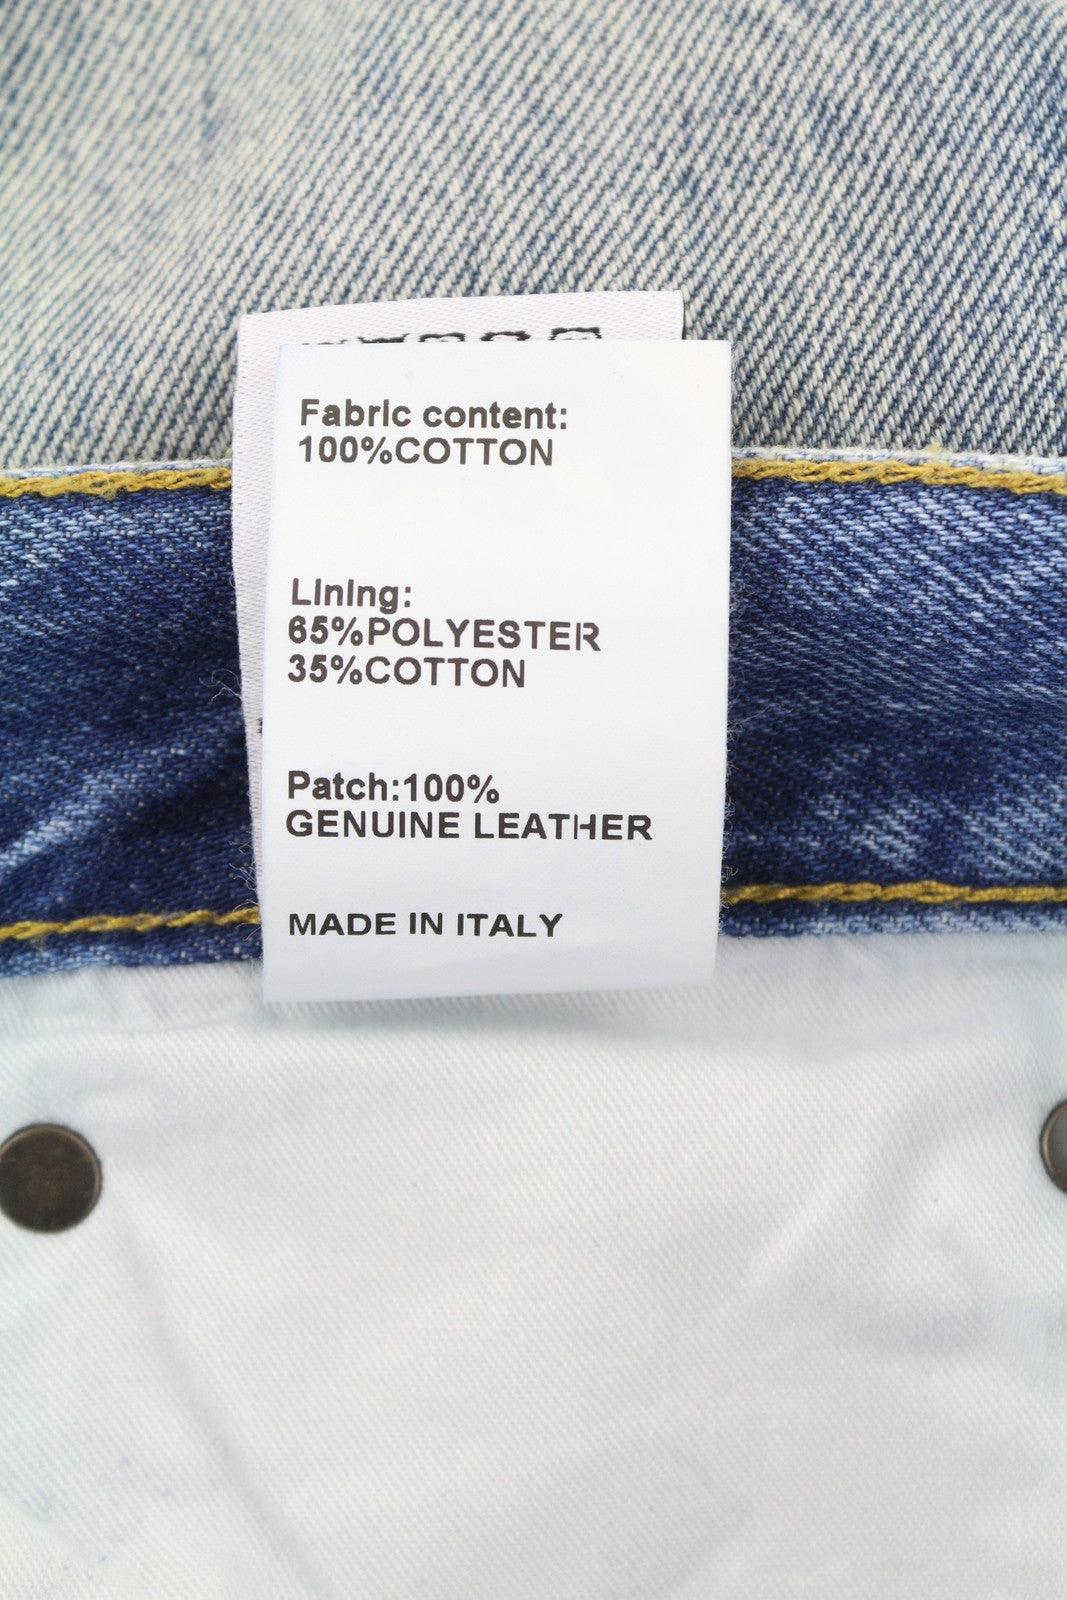 Fabric content:
100%COTTON
Lining:
65%POLYESTER
35%COTTON
Patch:100%
GENUINE LEATHER
MADE IN ITALY